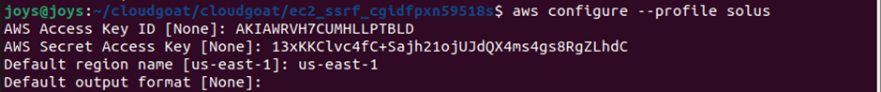 joys@joys:~/cloudgoat/cloudgoat/ec2_ssrf_cgidfpxn59518s$ aws configure --profile solus
AWS Access Key ID [None]: AKIAWRVH7CUMHLLPTBLD
AWS Secret Access Key [None]: 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
Default region name [us-east-1]: us-east-1
Default output format [None]: